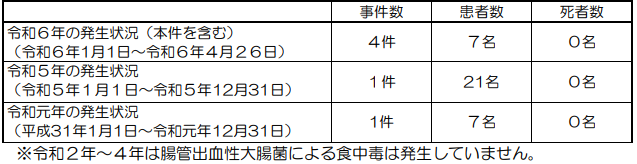 事件数 患者数 死者数
令和６年の発生状況（本件を含む）
（令和６年1月1日～令和６年４月２６日）
４件 ７名 ０名
令和５年の発生状況
（令和５年１月１日～令和５年12月31日）
１件 21名 ０名
令和元年の発生状況
（平成31年1月1日～令和元年12月31日）
1件 ７名 ０名
※令和２年～４年は腸管出血性大腸菌による食中毒は発生していません。